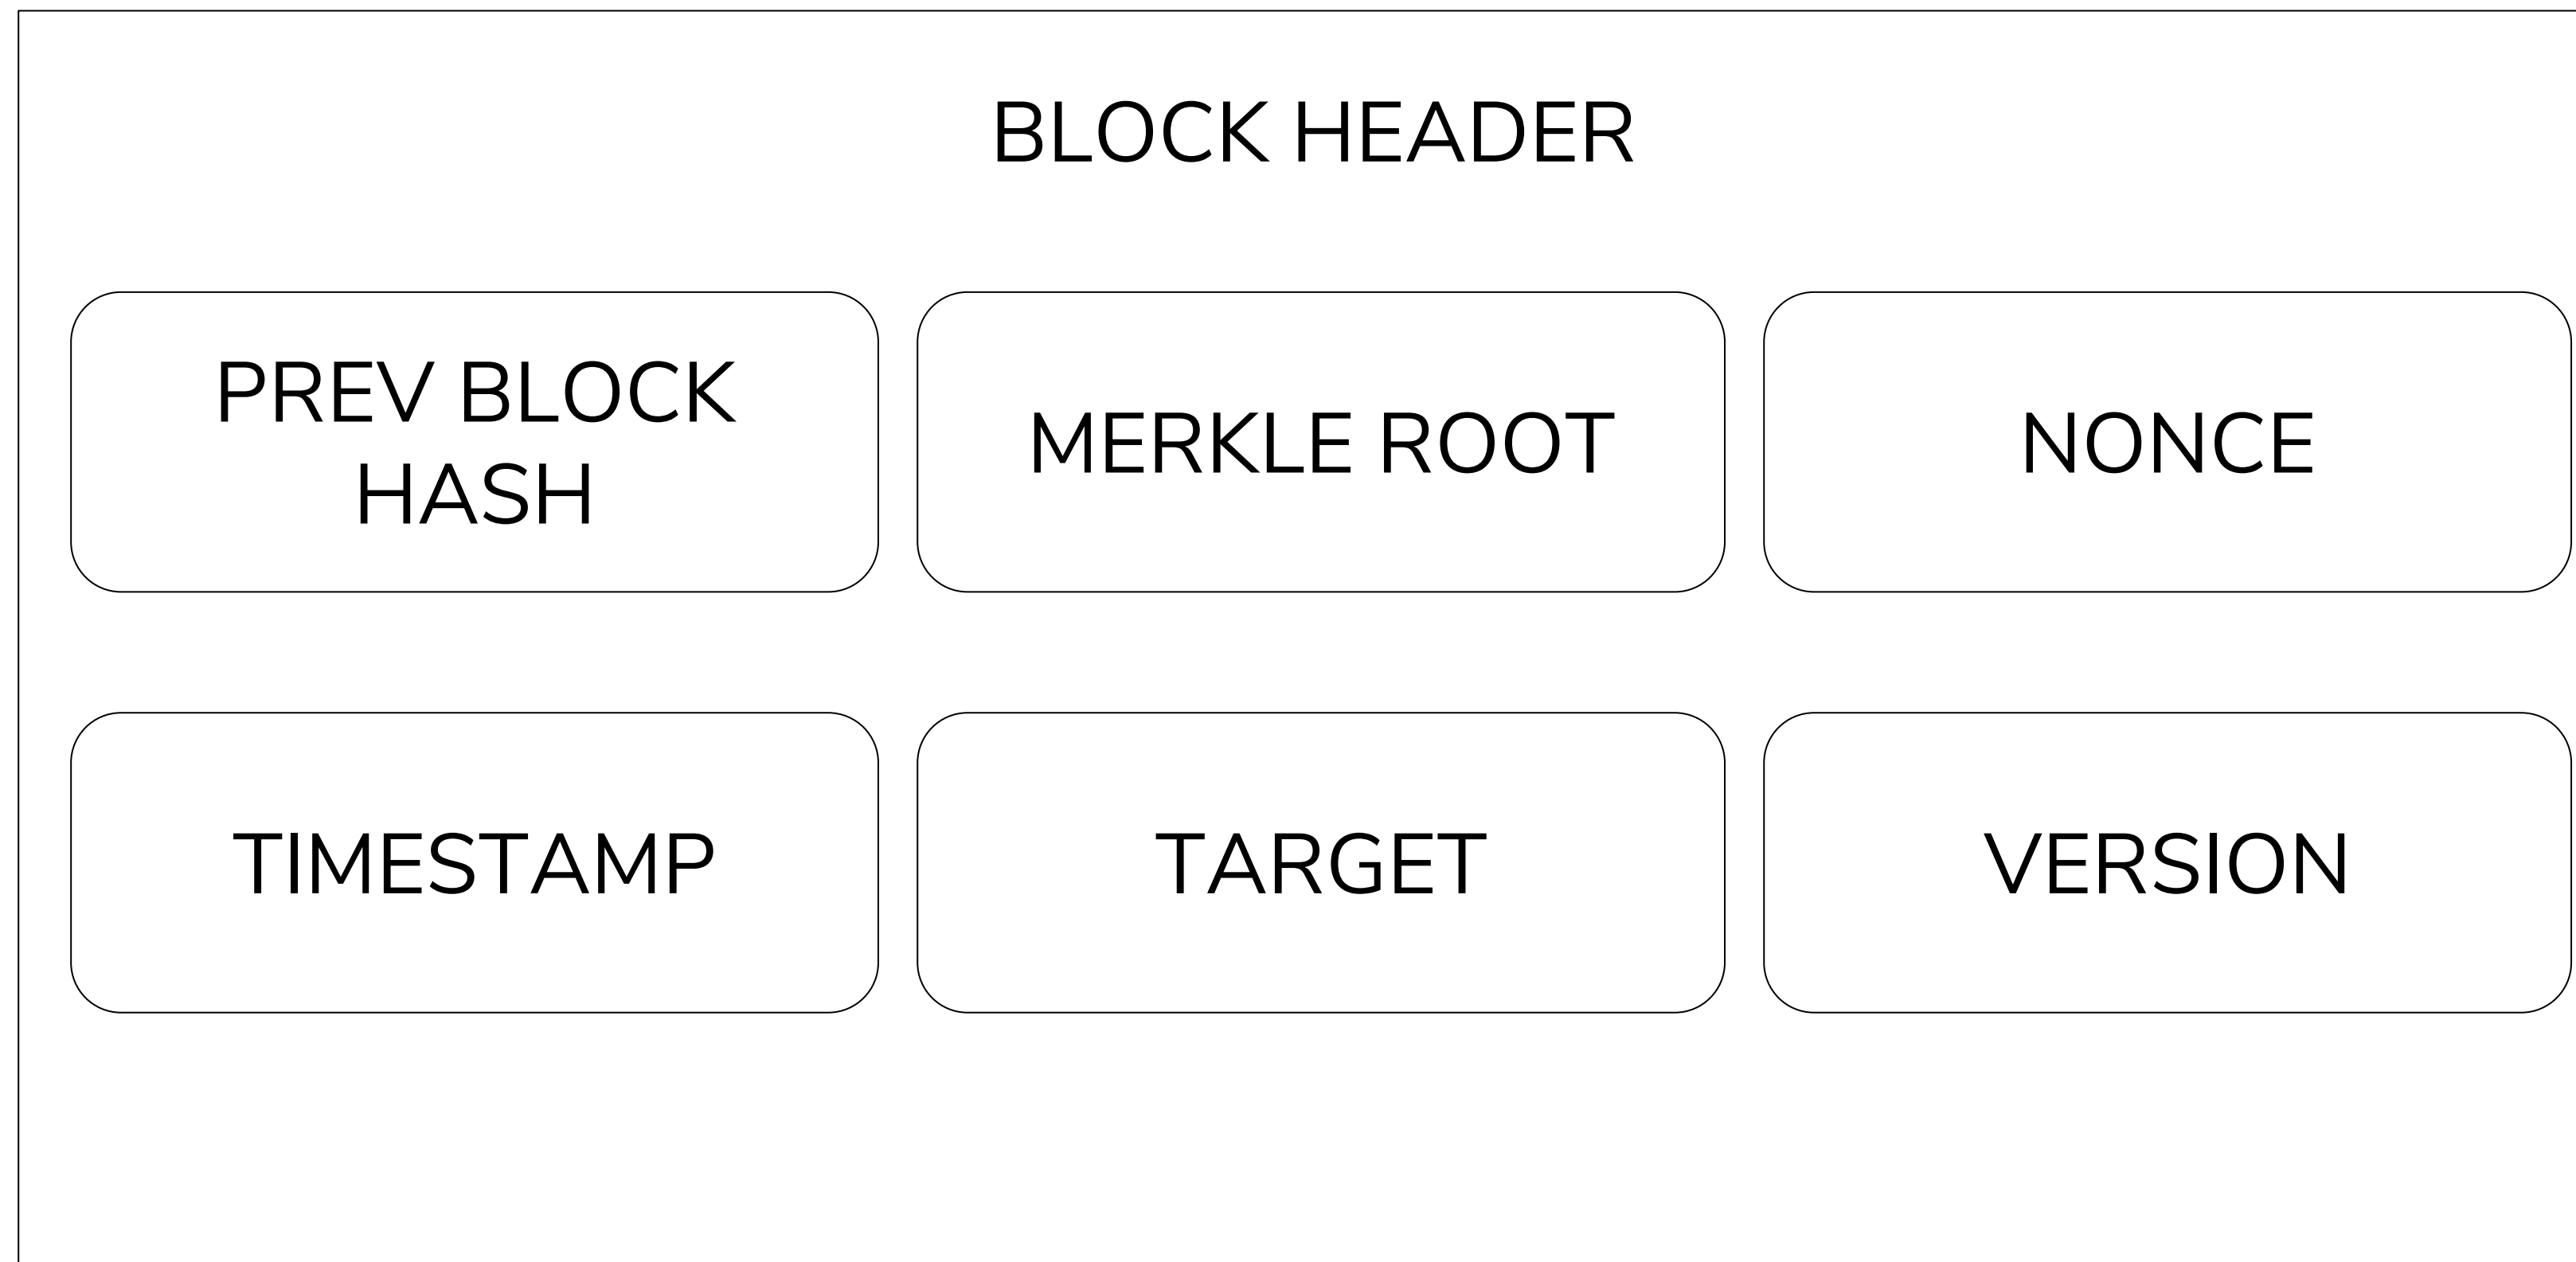 BLOCK HEADER
PREV BLOCK
HASH
MERKLE ROOT
NONCE
TIMESTAMP
TARGET
VERSION